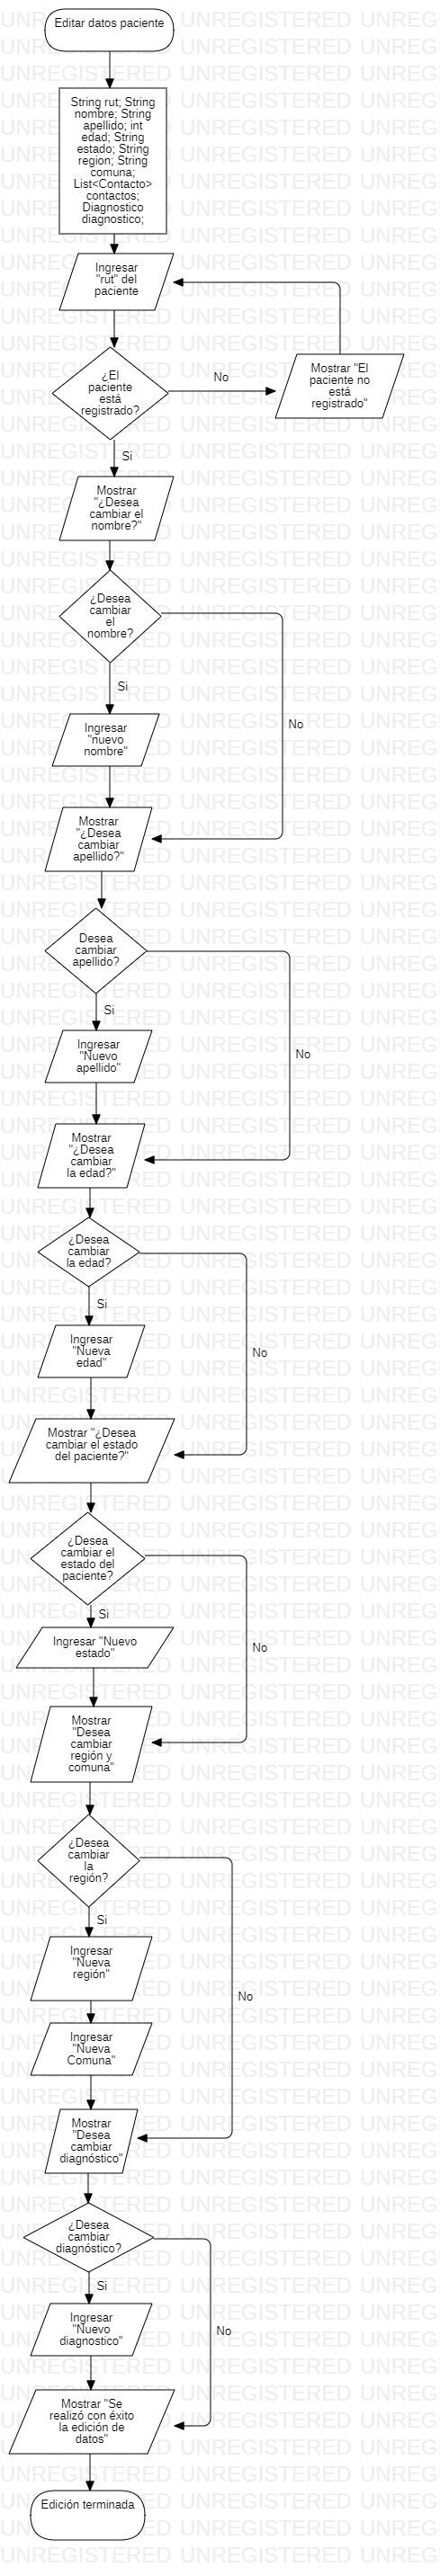 Editar datos paciente
String rut; String
nombre; String
apellido; int
edad; String
estado; String
region; String
comuna;
List<Contacto>
contactos;
Diagnostico
diagnostico;
Ingresar
"rut" del
paciente
¿El
paciente
está
registrado?
No
Mostrar "El
paciente no
está
registrado"
Si
Mostrar
"¿Desea
cambiar el
nombre?"
¿Desea
cambiar
el
nombre?
Si
No
Ingresar
"nuevo
nombre"
Mostrar
"¿Desea
cambiar
apellido?"
Desea
cambiar
apellido?
Si
No
Ingresar
"Nuevo
apellido"
Mostrar
"¿Desea
cambiar
la edad?"
¿Desea
cambiar
la edad?
Si
No
Ingresar
"Nueva
edad"
Mostrar "¿Desea
cambiar el estado
del paciente?"
¿Desea
cambiar el
estado del
paciente?
Si
No
Ingresar "Nuevo
estado"
Mostrar
"Desea
cambiar
región y
comuna"
¿Desea
cambiar
la
región?
Si
No
Ingresar
"Nueva
región"
Ingresar
"Nueva
Comuna"
Mostrar
"Desea
cambiar
diagnóstico"
¿Desea
cambiar
diagnóstico?
Si
No
Ingresar
"Nuevo
diagnostico"
Mostrar "Se
realizó con éxito
la edición de
datos"
Edición terminada
UNREGISTERED